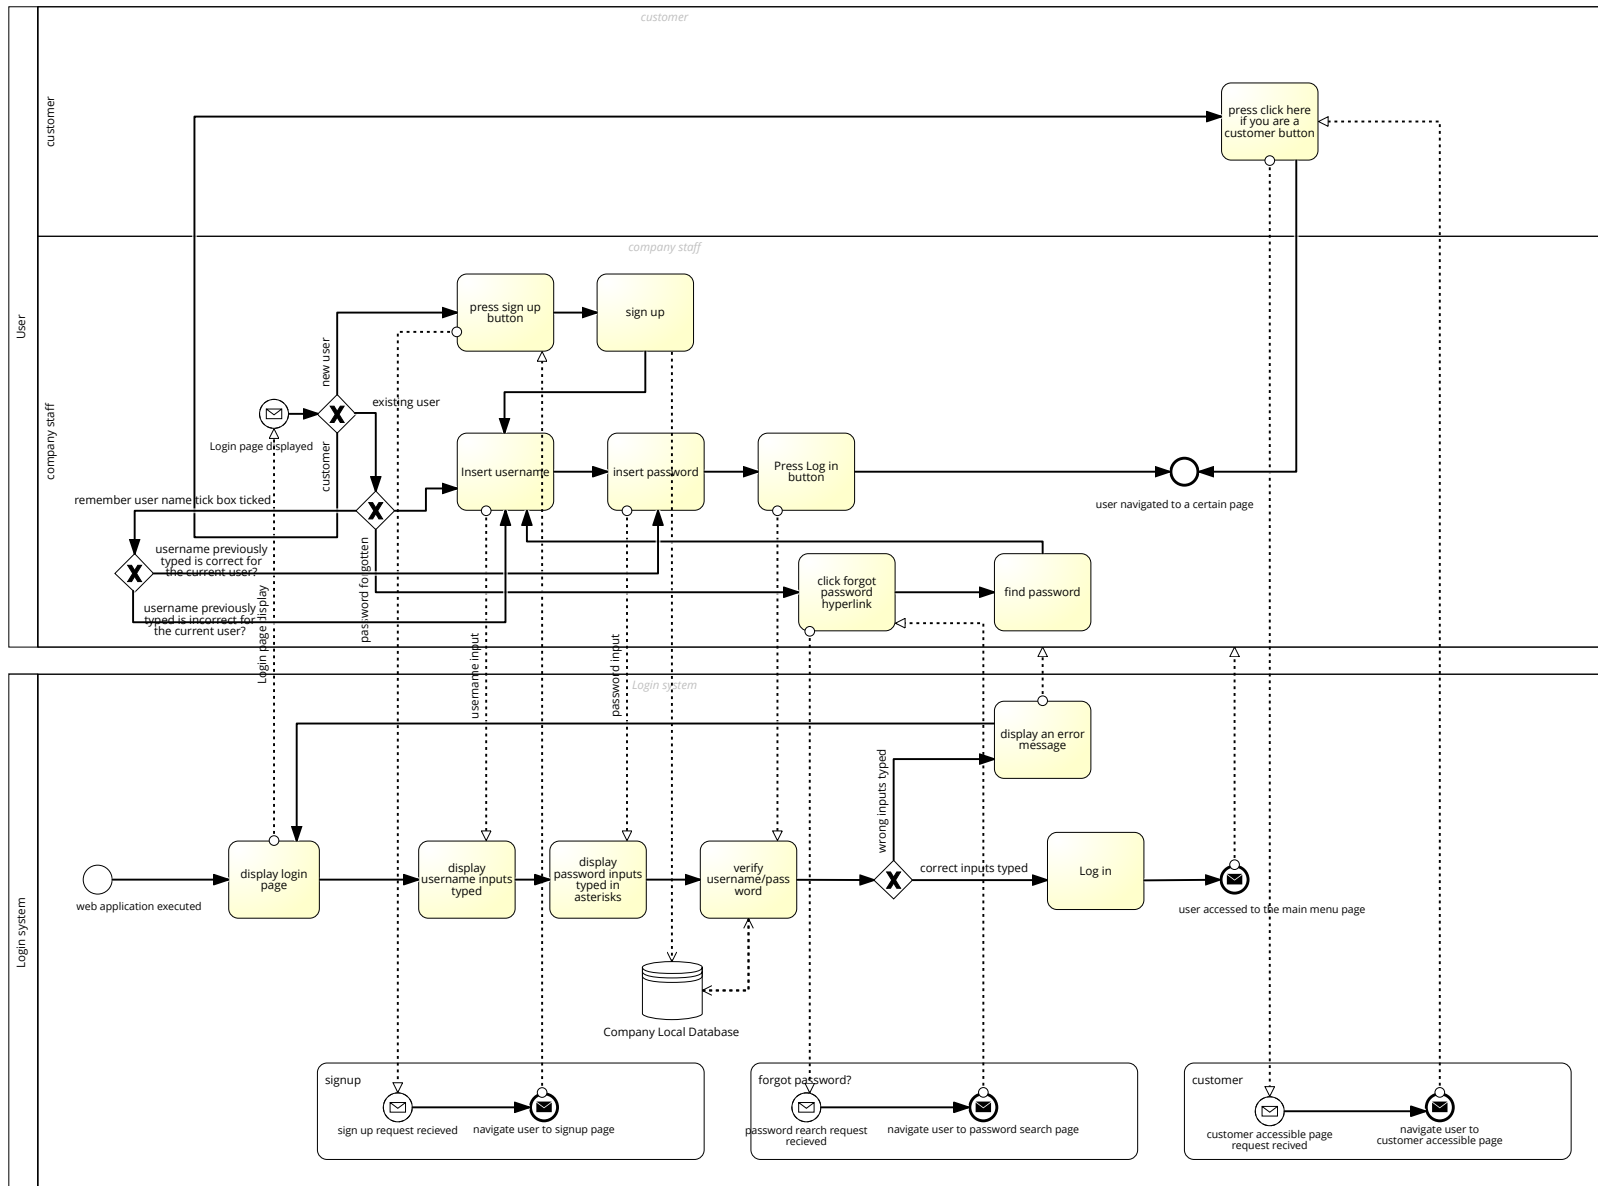 customer
customer
press click here
if you are a
customer button
User
company staff
company staff
press sign up
button
sign up
new user
existing user
Login page displayed
customer
Insert username
insert password
Press Log in
button
user navigated to a certain page
remember user name tick box ticked
username previously
typed is correct for
the current user?
username previously
typed is incorrect for
the current user?
password forgotten
click forgot
password
hyperlink
find password
Login page display
username input
password input
Login system
Login system
display an error
message
wrong inputs typed
display login
page
display
username inputs
typed
display
password inputs
typed in
asterisks
verify
username/pass
word
correct inputs typed
Log in
web application executed
user accessed to the main menu page
Company Local Database
signup
sign up request recieved
navigate user to signup page
forgot password?
password rearch request
recieved
navigate user to password search page
customer
customer accessible page
request recived
navigate user to
customer accessible page